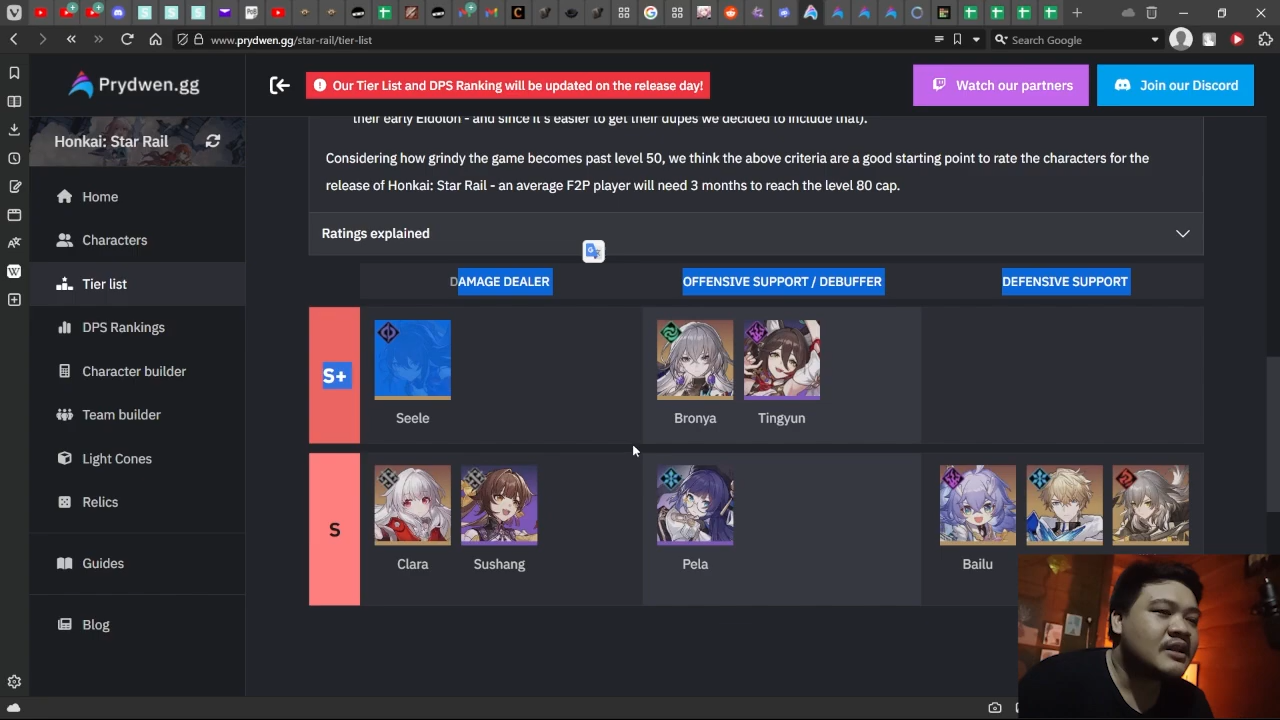 www.prydwen.gg/star-rail/tier-list
Search Google
Prydwen.gg
Our Tier List and DPS Ranking will be updated on the release day!
Watch our partners
Join our Discord
Honkai: Star Rail
Home
Characters
Tier list
DPS Rankings
Character builder
Team builder
Light Cones
Relics
Guides
Blog
their early Eidolon - and since it's easier to get their dupes we decided to include that).
Considering how grindy the game becomes past level 50, we think the above criteria are a good starting point to rate the characters for the
release of Honkai: Star Rail - an average F2P player will need 3 months to reach the level 80 cap.
Ratings explained
DAMAGE DEALER
OFFENSIVE SUPPORT / DEBUFFER
DEFENSIVE SUPPORT
S+
Seele
Bronya
Tingyun
S
Clara
Sushang
Pela
Bailu